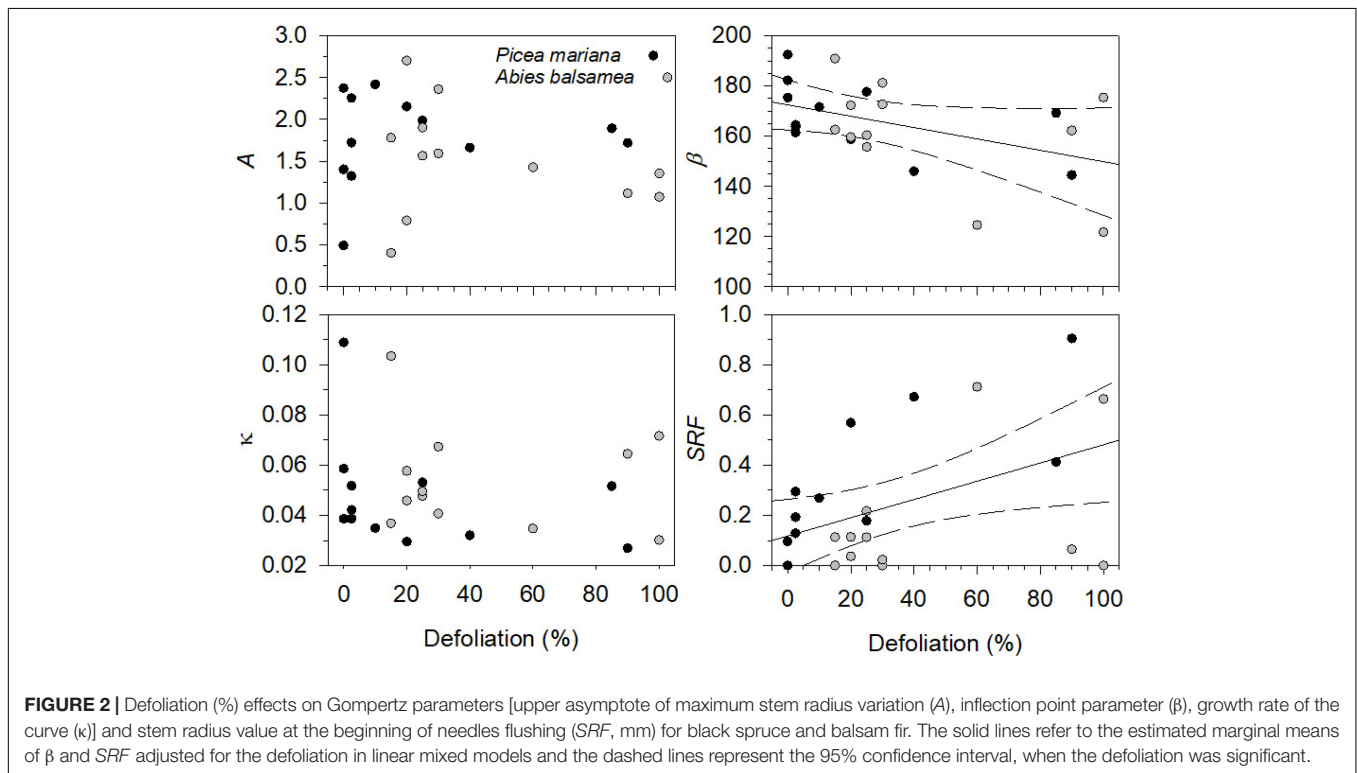 3.0
2.5
2.0
1.5
1.0
0.5
0.0
A
Picea mariana
Abies balsamea
200
180
160
140
120
100
β
0.12
0.10
0.08
0.06
0.04
0.02
κ
0 20 40 60 80 100
Defoliation (%)
1.0
0.8
0.6
0.4
0.2
0.0
SRF
0 20 40 60 80 100
Defoliation (%)
FIGURE 2 | Defoliation (%) effects on Gompertz parameters [upper asymptote of maximum stem radius variation (A), inflection point parameter (β), growth rate of the
curve (κ)] and stem radius value at the beginning of needles flushing (SRF, mm) for black spruce and balsam fir. The solid lines refer to the estimated marginal means
of β and SRF adjusted for the defoliation in linear mixed models and the dashed lines represent the 95% confidence interval, when the defoliation was significant.